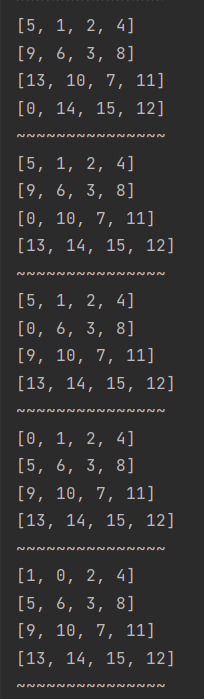 [5, 1, 2, 4]
[9, 6, 3, 8]
[13, 10, 7, 11]
[0, 14, 15, 12]
~~~~~~~~~~~~~~~
[5, 1, 2, 4]
[9, 6, 3, 8]
[0, 10, 7, 11]
[13, 14, 15, 12]
~~~~~~~~~~~~~~~
[5, 1, 2, 4]
[0, 6, 3, 8]
[9, 10, 7, 11]
[13, 14, 15, 12]
~~~~~~~~~~~~~~~
[0, 1, 2, 4]
[5, 6, 3, 8]
[9, 10, 7, 11]
[13, 14, 15, 12]
~~~~~~~~~~~~~~~
[1, 0, 2, 4]
[5, 6, 3, 8]
[9, 10, 7, 11]
[13, 14, 15, 12]
~~~~~~~~~~~~~~~